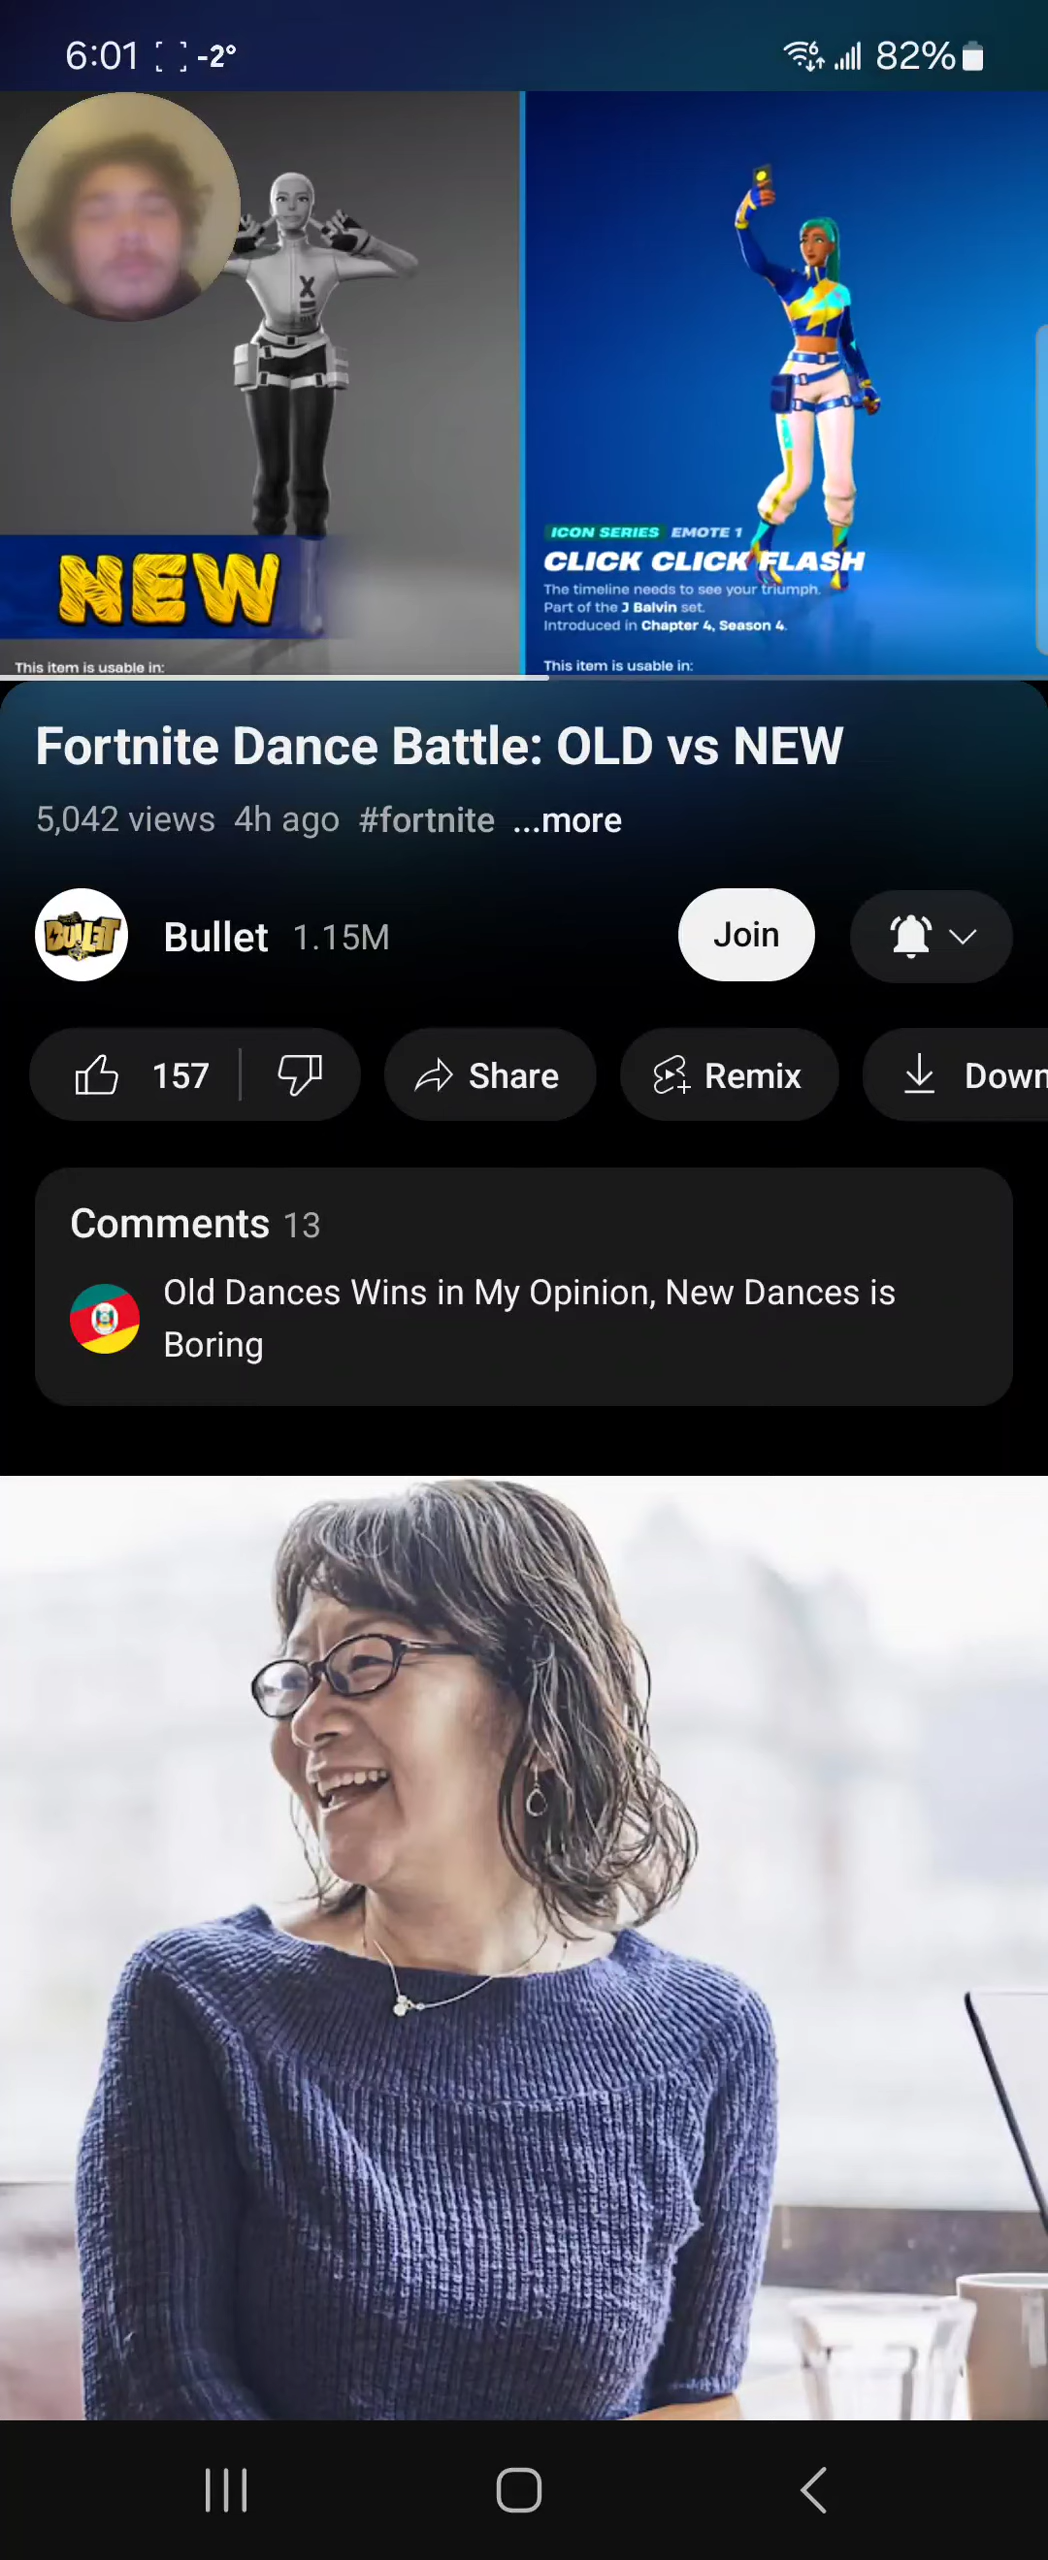 6:01 -2° 82%
NEW
This item is usable in:
ICON SERIES EMOTE 1
CLICK CLICK FLASH
The timeline needs to see your triumph.
Part of the J Balvin set.
Introduced in Chapter 4, Season 4.
This item is usable in:
Fortnite Dance Battle: OLD vs NEW
5,042 views 4h ago #fortnite ...more
BULLET
Bullet 1.15M
Join
157
Share
Remix
Down
Comments 13
Old Dances Wins in My Opinion, New Dances is
Boring